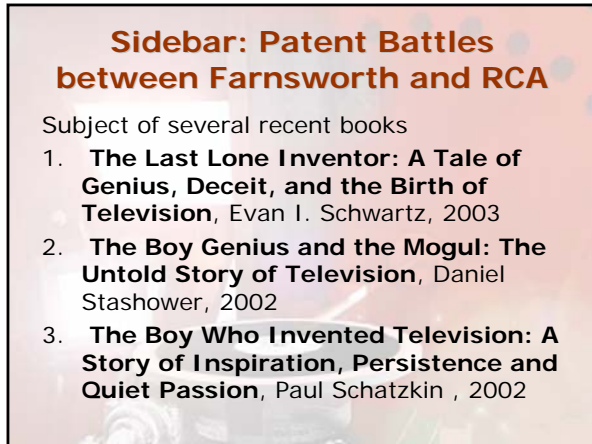 Sidebar: Patent Battles
between Farnsworth and RCA
Subject of several recent books
1. The Last Lone Inventor: A Tale of
Genius, Deceit, and the Birth of
Television, Evan I. Schwartz, 2003
2. The Boy Genius and the Mogul: The
Untold Story of Television, Daniel
Stashower, 2002
3. The Boy Who Invented Television: A
Story of Inspiration, Persistence and
Quiet Passion, Paul Schatzkin , 2002